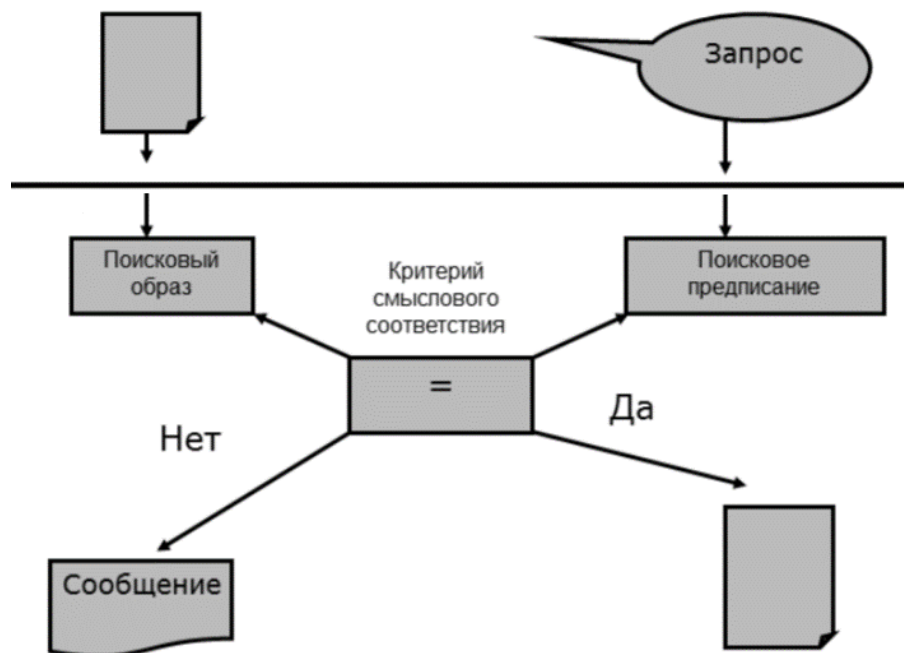 Запрос
Поисковый
образ
Критерий
смыслового
соответствия
Поисковое
предписание
=
Нет
Да
Сообщение